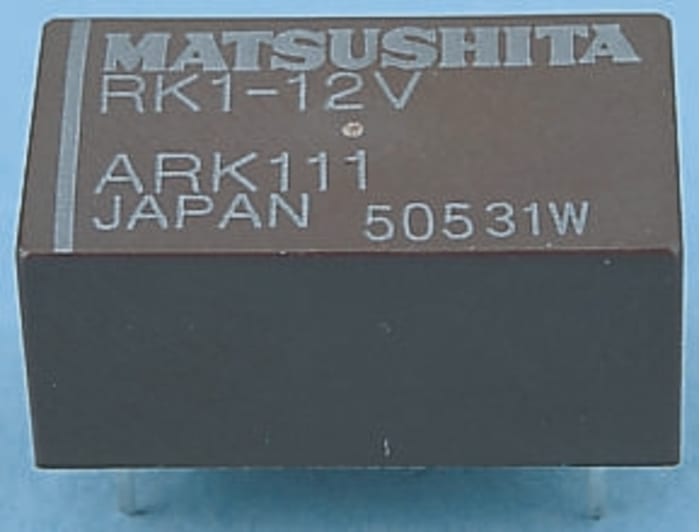 MATSUSHITA
RK1-12V
ARK111
JAPAN 50531W